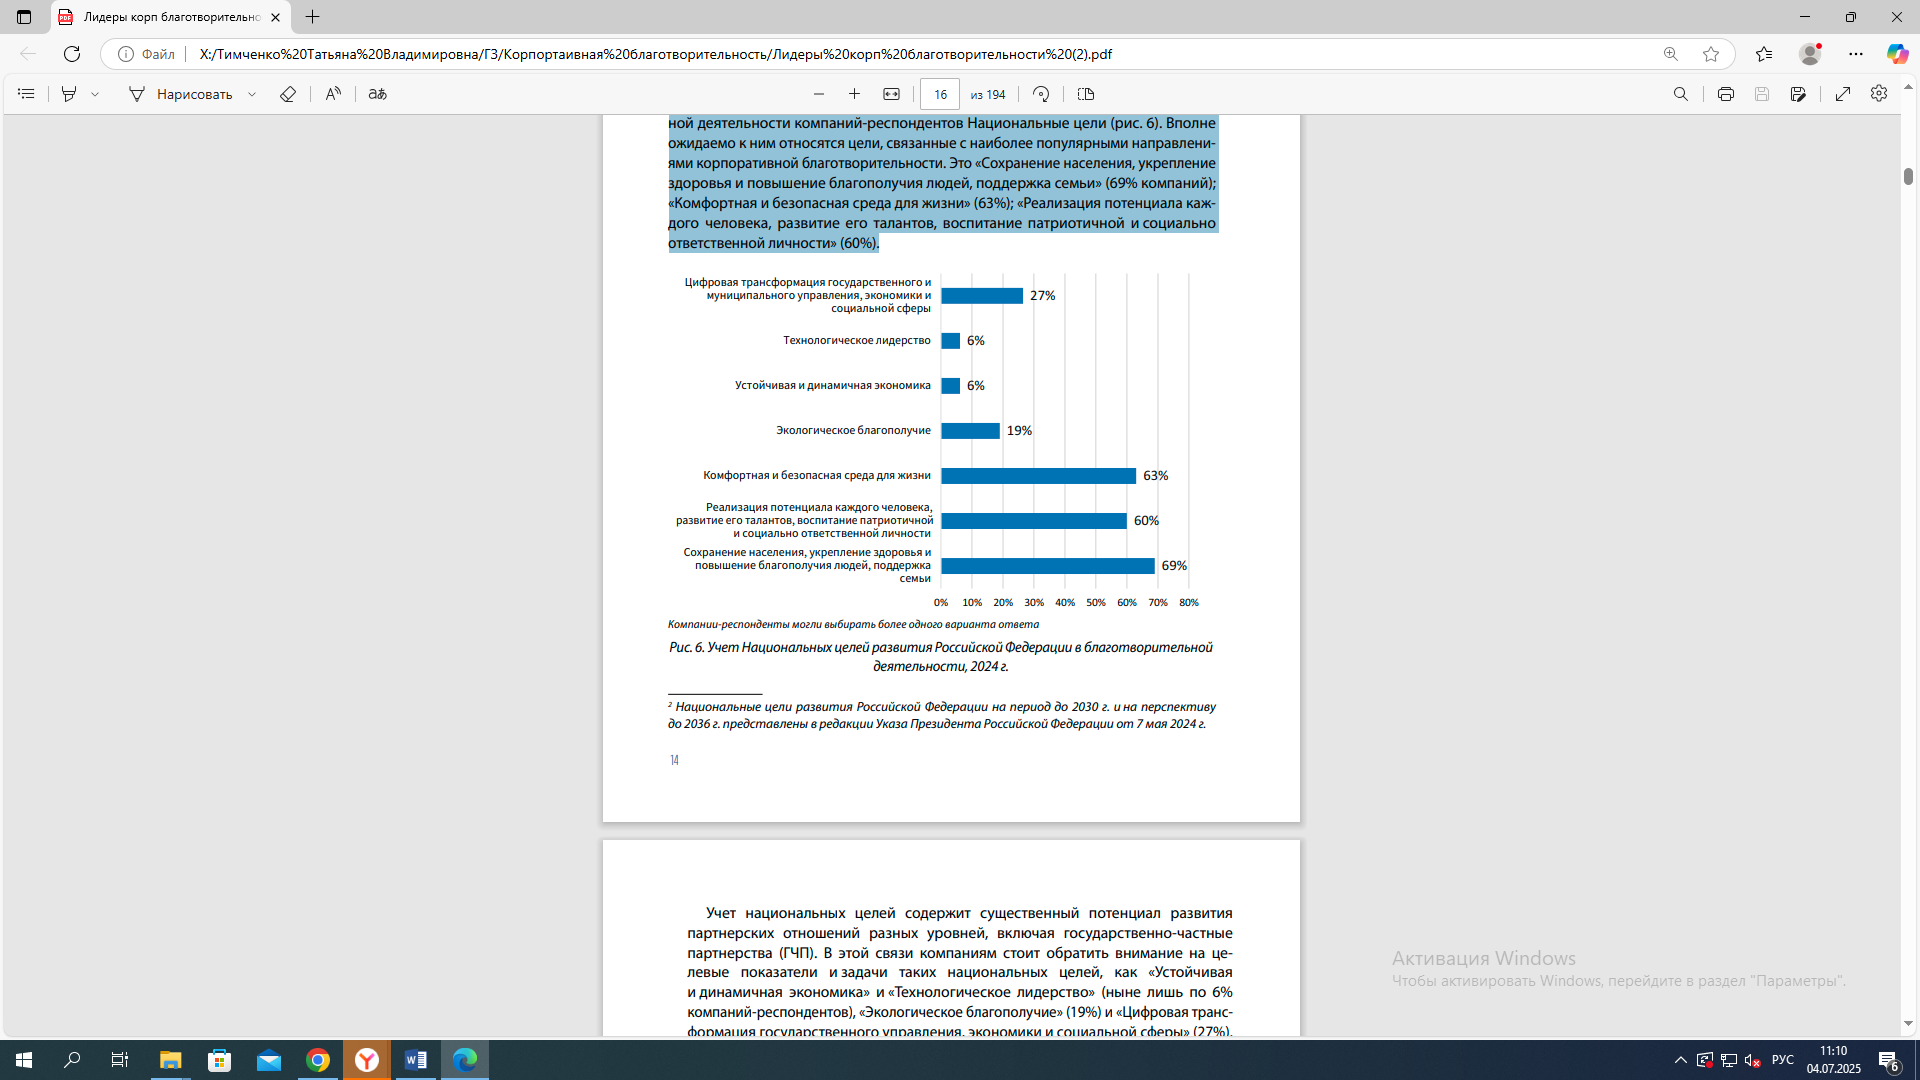 Лидеры корп благотворительно
Файл
X:/Тимченко%20Татьяна%20Владимировна/ГЗ/Корпортаивная%20благотворительность/Лидеры%20корп%20благотворительности%20(2).pdf
Нарисовать
16
из 194
аあ
ной деятельности компаний-респондентов Национальные цели (рис. 6). Вполне
ожидаемо к ним относятся цели, связанные с наиболее популярными направлени-
ями корпоративной благотворительности. Это «Сохранение населения, укрепление
здоровья и повышение благополучия людей, поддержка семьи» (69% компаний);
«Комфортная и безопасная среда для жизни» (63%); «Реализация потенциала каж-
дого человека, развитие его талантов, воспитание патриотичной и социально
ответственной личности» (60%).
Цифровая трансформация государственного и
муниципального управления, экономики и
социальной сферы
27%
Технологическое лидерство
6%
Устойчивая и динамичная экономика
6%
Экологическое благополучие
19%
Комфортная и безопасная среда для жизни
63%
Реализация потенциала каждого человека,
развитие его талантов, воспитание патриотичной
и социально ответственной личности
60%
Сохранение населения, укрепление здоровья и
повышение благополучия людей, поддержка
семьи
69%
0% 10% 20% 30% 40% 50% 60% 70% 80%
Компании-респонденты могли выбирать более одного варианта ответа
Рис. 6. Учет Национальных целей развития Российской Федерации в благотворительной
деятельности, 2024 г.
2 Национальные цели развития Российской Федерации на период до 2030 г. и на перспективу
до 2036 г. представлены в редакции Указа Президента Российской Федерации от 7 мая 2024 г.
14
Учет национальных целей содержит существенный потенциал развития
партнерских отношений разных уровней, включая государственно-частные
партнерства (ГЧП). В этой связи компаниям стоит обратить внимание на це-
левые показатели и задачи таких национальных целей, как «Устойчивая
и динамичная экономика» и «Технологическое лидерство» (ныне лишь по 6%
компаний-респондентов), «Экологическое благополучие» (19%) и «Цифровая транс-
формация государственного управления, экономики и социальной сферы» (27%).
Активация Windows
Чтобы активировать Windows, перейдите в раздел "Параметры".
РУС
11:10
04.07.2025
6